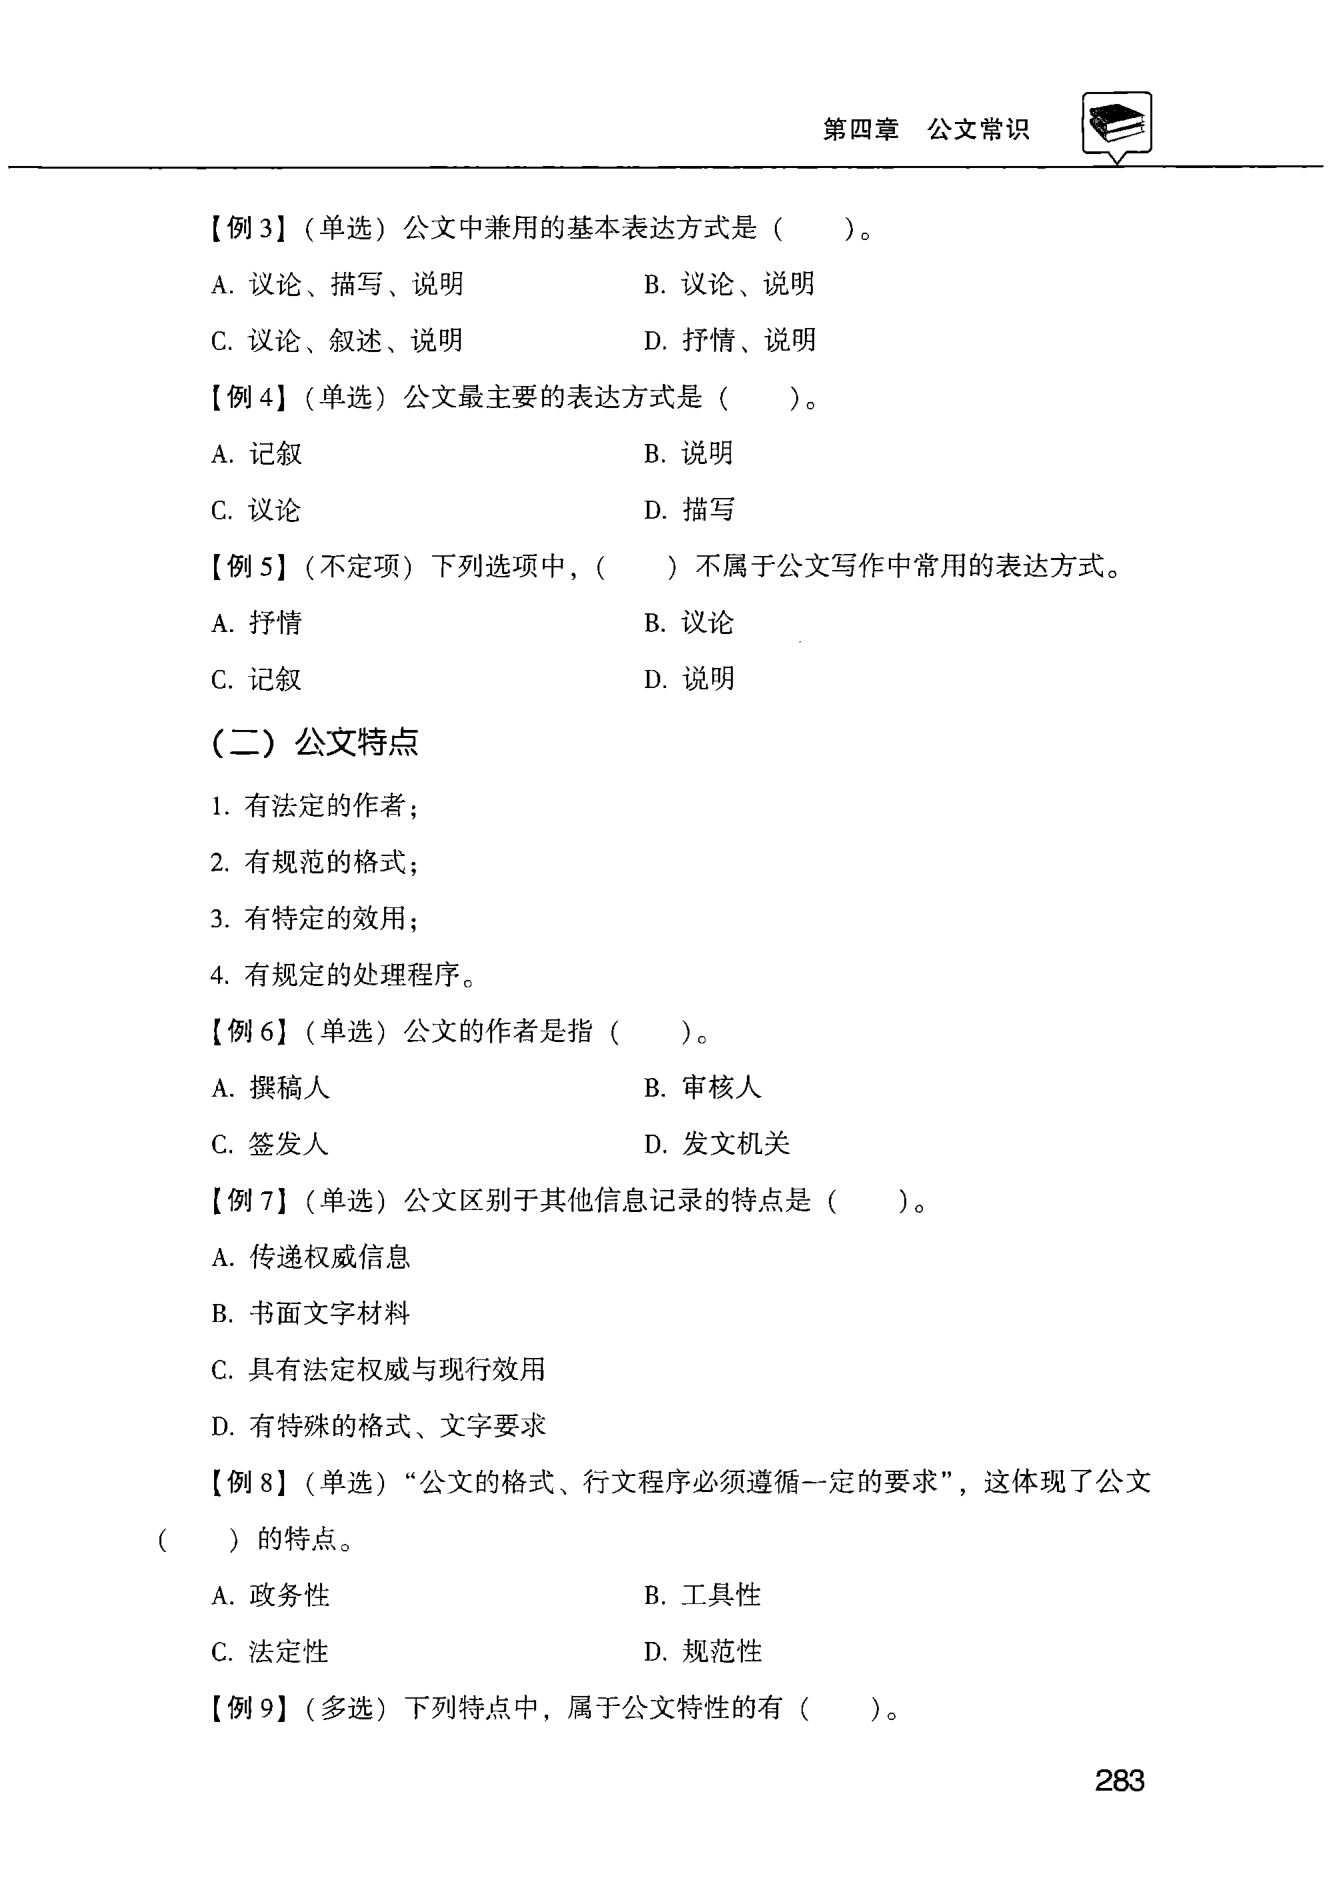 第四章 公文常识
【例3】(单选) 公文中兼用的基本表达方式是 (  )。
A. 议论、描写、说明 B. 议论、说明
C. 议论、叙述、说明 D. 抒情、说明
【例4】(单选) 公文最主要的表达方式是 (  )。
A. 记叙 B. 说明
C. 议论 D. 描写
【例5】(不定项) 下列选项中, (  ) 不属于公文写作中常用的表达方式。
A. 抒情 B. 议论
C. 记叙 D. 说明
(二) 公文特点
1. 有法定的作者;
2. 有规范的格式;
3. 有特定的效用;
4. 有规定的处理程序。
【例6】(单选) 公文的作者是指 (  )。
A. 撰稿人 B. 审核人
C. 签发人 D. 发文机关
【例7】(单选) 公文区别于其他信息记录的特点是 (  )。
A. 传递权威信息
B. 书面文字材料
C. 具有法定权威与现行效用
D. 有特殊的格式、文字要求
【例8】(单选) “公文的格式、行文程序必须遵循一定的要求”, 这体现了公文
(  ) 的特点。
A. 政务性 B. 工具性
C. 法定性 D. 规范性
【例9】(多选) 下列特点中, 属于公文特性的有 (  )。
283